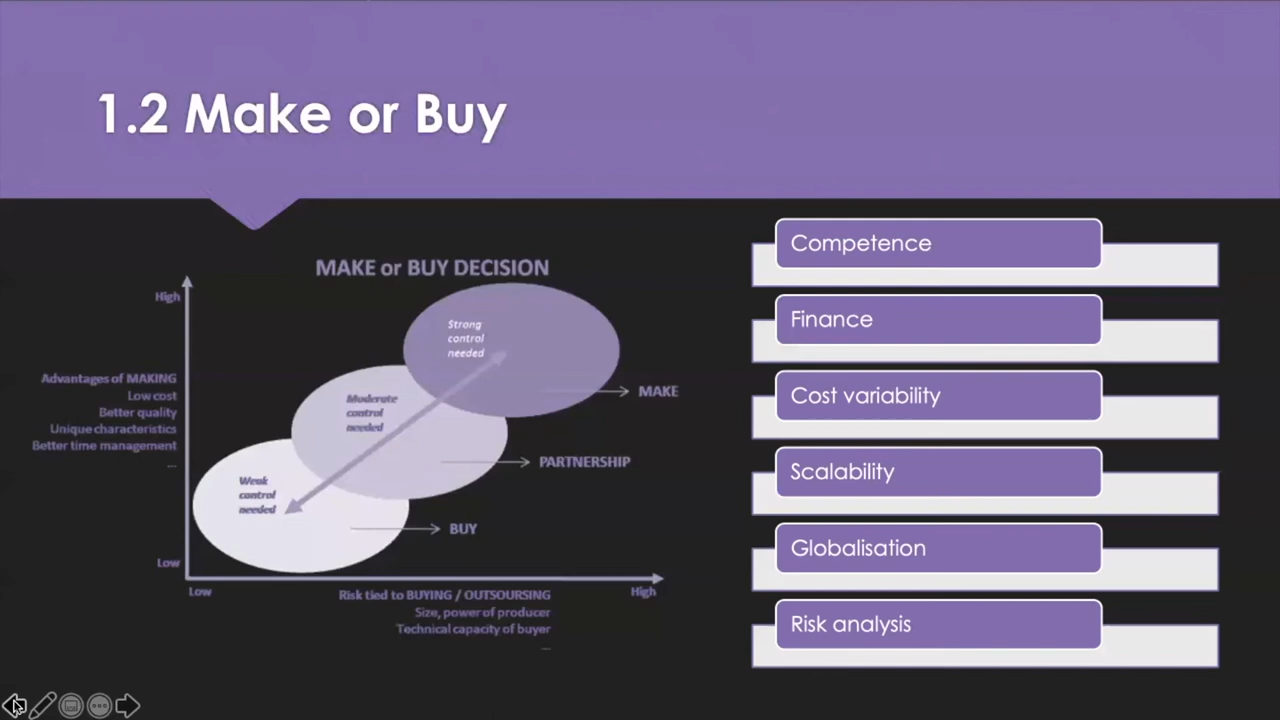 1.2 Make or Buy
MAKE or BUY DECISION
High
Advantages of MAKING
Low cost
Better quality
Unique characteristics
Better time management
...
Low
Strong
control
needed
Moderate
control
needed
Weak
control
needed
MAKE
PARTNERSHIP
BUY
Low
Risk tied to BUYING / OUTSOURSING
High
Size, power of producer
Technical capacity of buyer
...
Competence
Finance
Cost variability
Scalability
Globalisation
Risk analysis